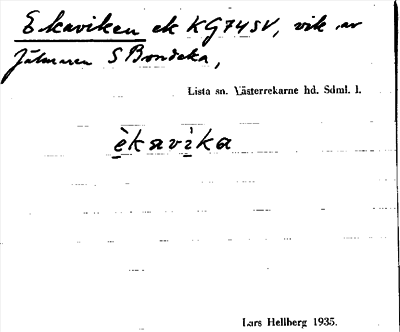 Ekaviken ek KG74SV, vik av
Jälmaren S Bondeka,
Lista sn. Västerrekarne hd. Sdml. l.
èkavìka
Lars Hellberg 1935.